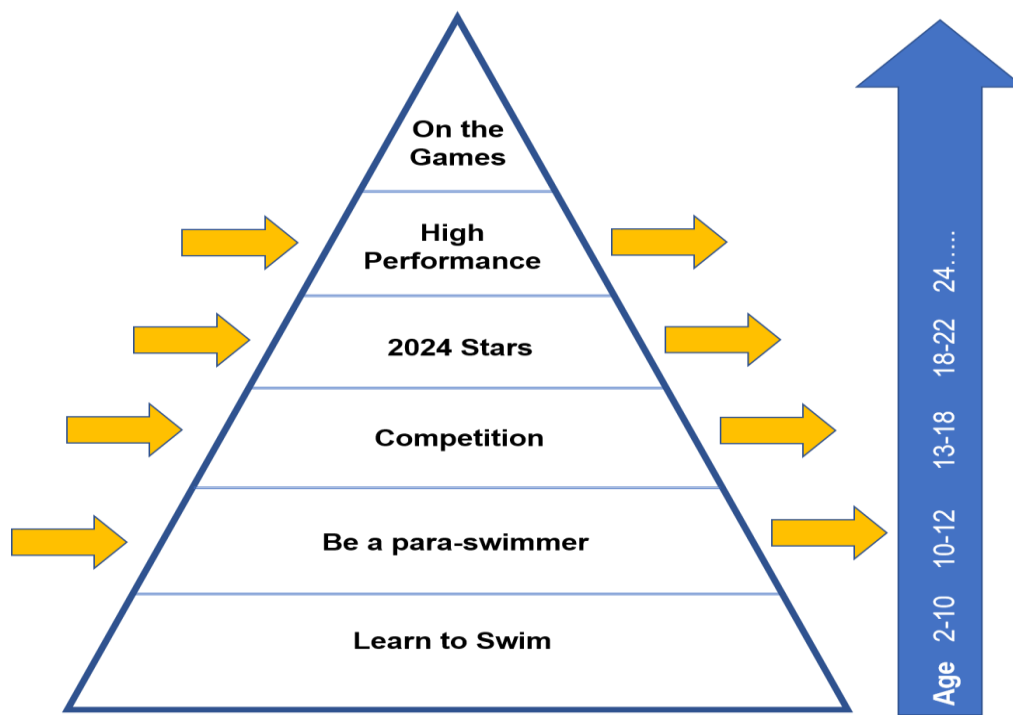 On the
Games
High
Performance
2024 Stars
Competition
Be a para-swimmer
Learn to Swim
Age 2-10 10-12 13-18 18-22 24.....